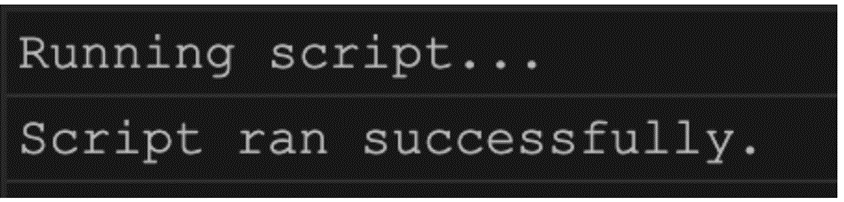 Running script...
Script ran successfully.